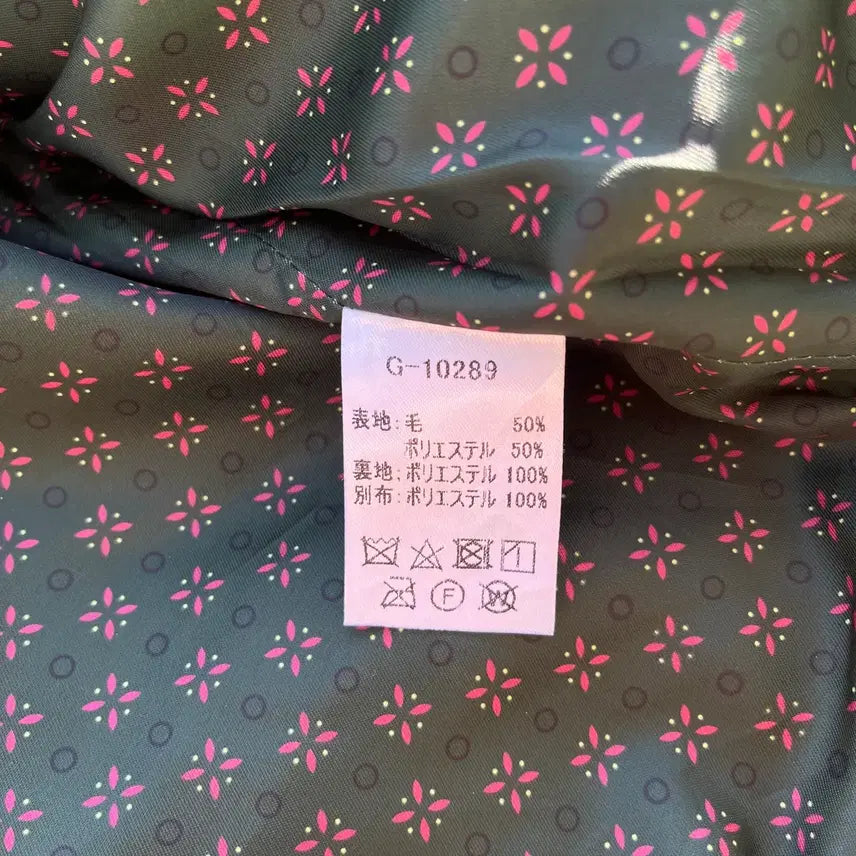 G-10289
表地:毛 50%
ポリエステル 50%
裏地:ポリエステル 100%
別布:ポリエステル 100%
F W